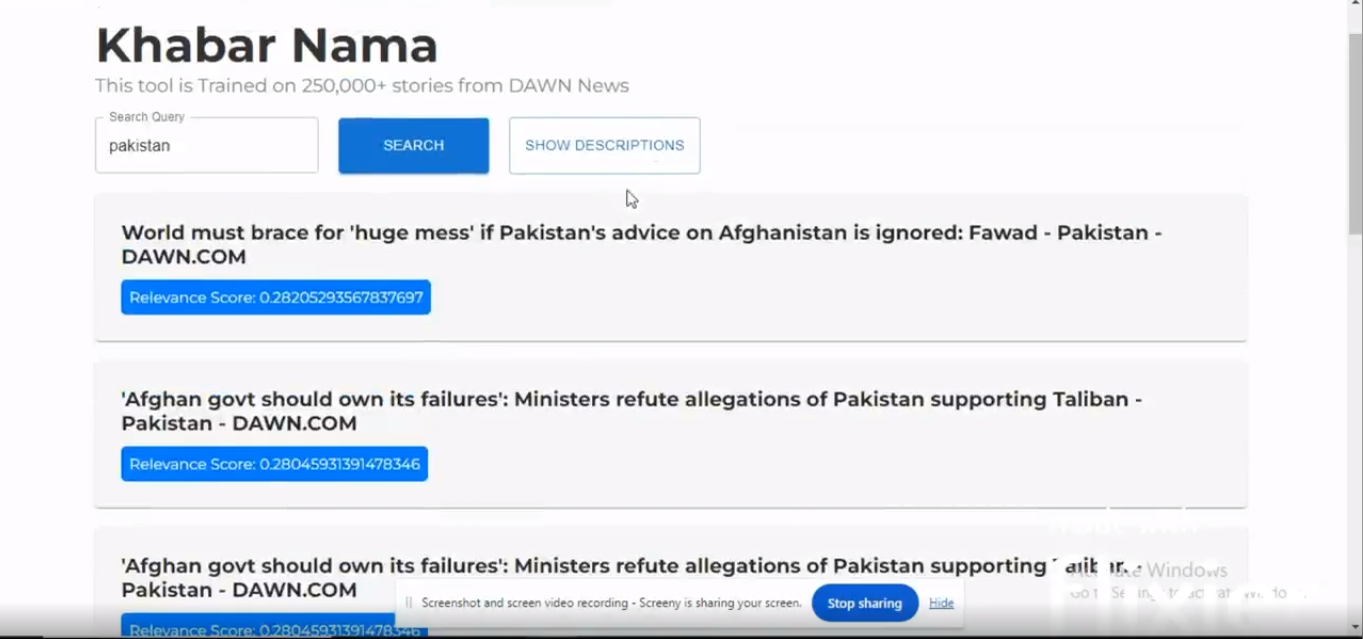 Khabar Nama
This tool is Trained on 250,000+ stories from DAWN News
Search Query
pakistan
SEARCH
SHOW DESCRIPTIONS
World must brace for 'huge mess' if Pakistan's advice on Afghanistan is ignored: Fawad - Pakistan -
DAWN.COM
Relevance Score: 0.28205293567837697
'Afghan govt should own its failures': Ministers refute allegations of Pakistan supporting Taliban -
Pakistan - DAWN.COM
Relevance Score: 0.28045931391478346
'Afghan govt should own its failures': Ministers refute allegations of Pakistan supporting Taliban -
Pakistan - DAWN.COM
Relevance Score: 0.28045931391478346
Screenshot and screen video recording - Screeny is sharing your screen.
Stop sharing
Hide
Windows